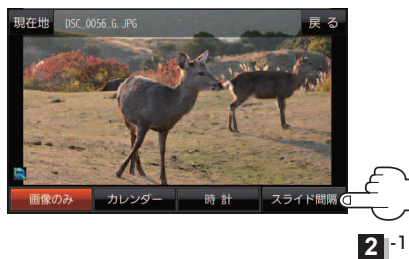 現在地 DSC_0056_G.JPG 戻る
画像のみ カレンダー 時計 スライド間隔
2-1